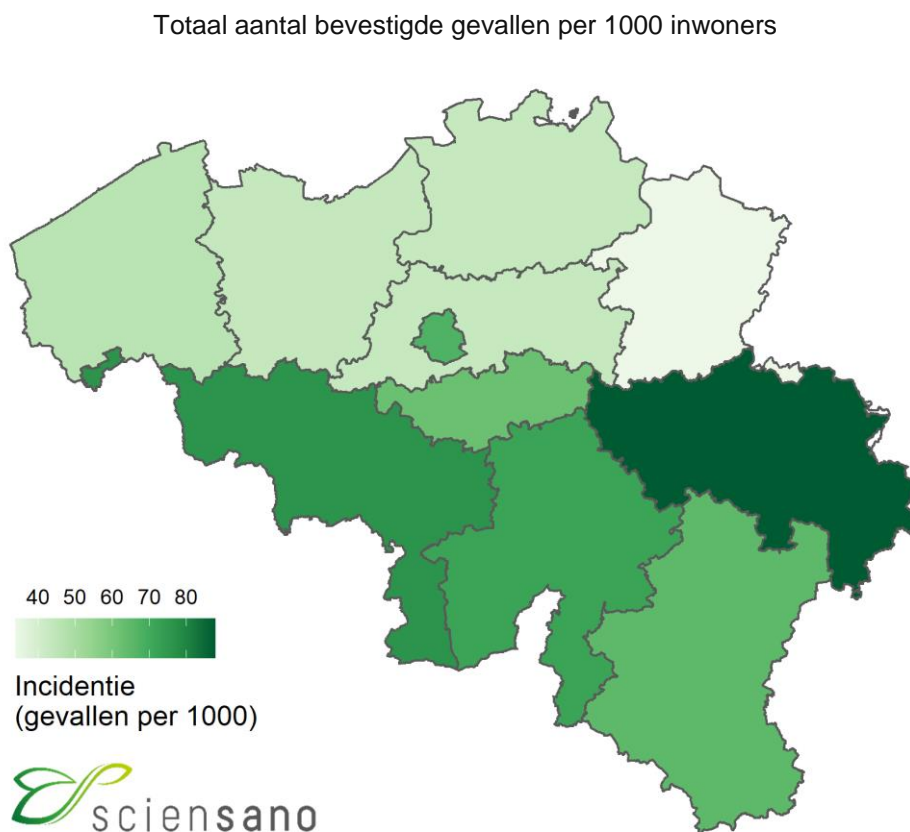 Totaal aantal bevestigde gevallen per 1000 inwoners
40 50 60 70 80
Incidentie
(gevallen per 1000)
sciensano